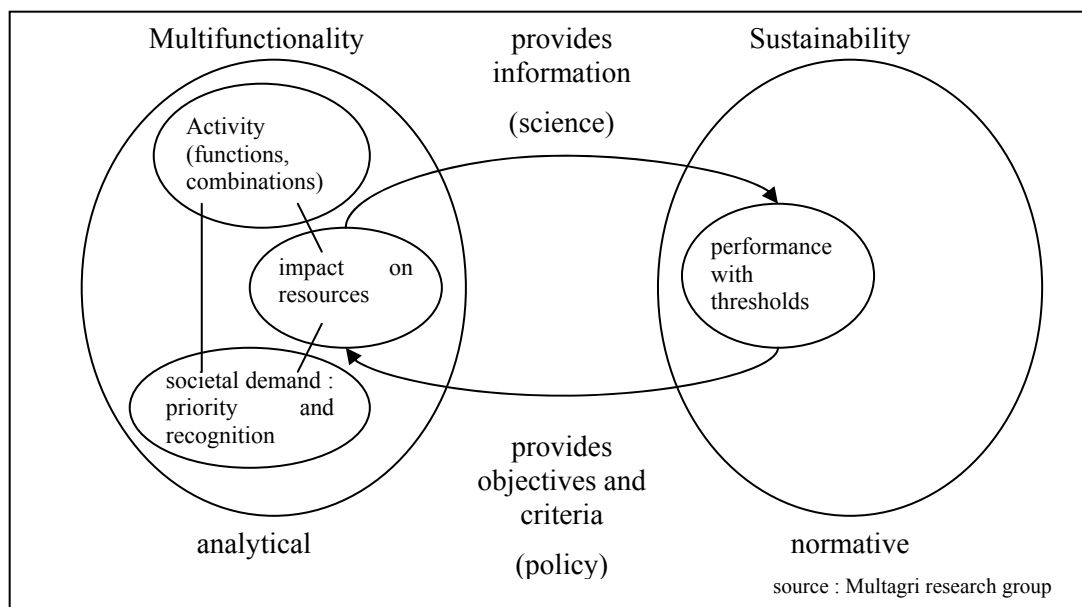 Multifunctionality
provides
information
(science)
Sustainability
Activity
(functions,
combinations)
impact on
resources
societal demand :
priority and
recognition
performance
with
thresholds
provides
objectives and
criteria
(policy)
analytical
normative
source : Multagri research group